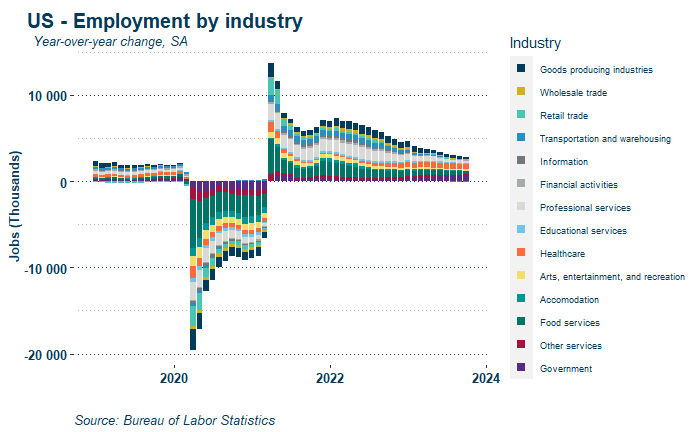 US - Employment by industry
Year-over-year change, SA
Jobs (Thousands)
10 000
0
-10 000
-20 000
2020
2022
2024
Industry
Goods producing industries
Wholesale trade
Retail trade
Transportation and warehousing
Information
Financial activities
Professional services
Educational services
Healthcare
Arts, entertainment, and recreation
Accomodation
Food services
Other services
Government
Source: Bureau of Labor Statistics